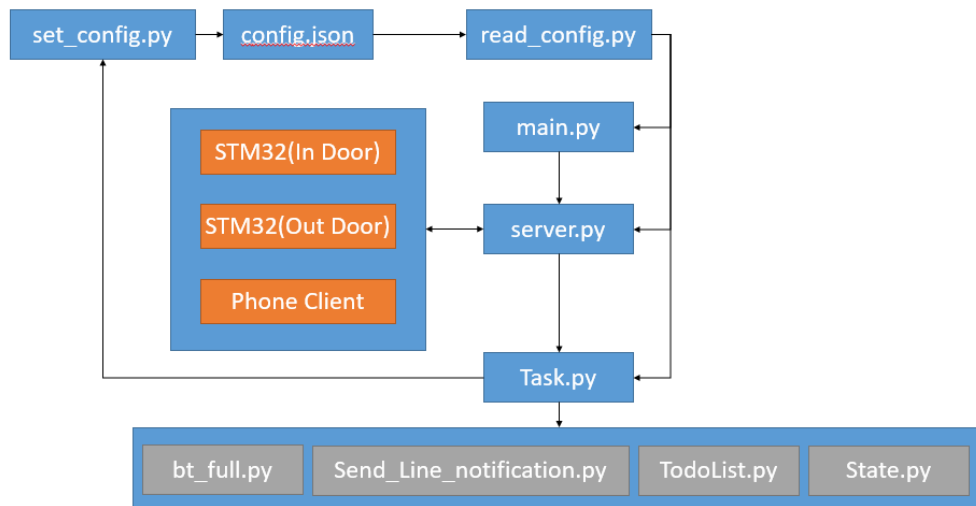 set_config.py
config.json
read_config.py
main.py
STM32(In Door)
STM32(Out Door)
server.py
Phone Client
Task.py
bt_full.py
Send_Line_notification.py
TodoList.py
State.py